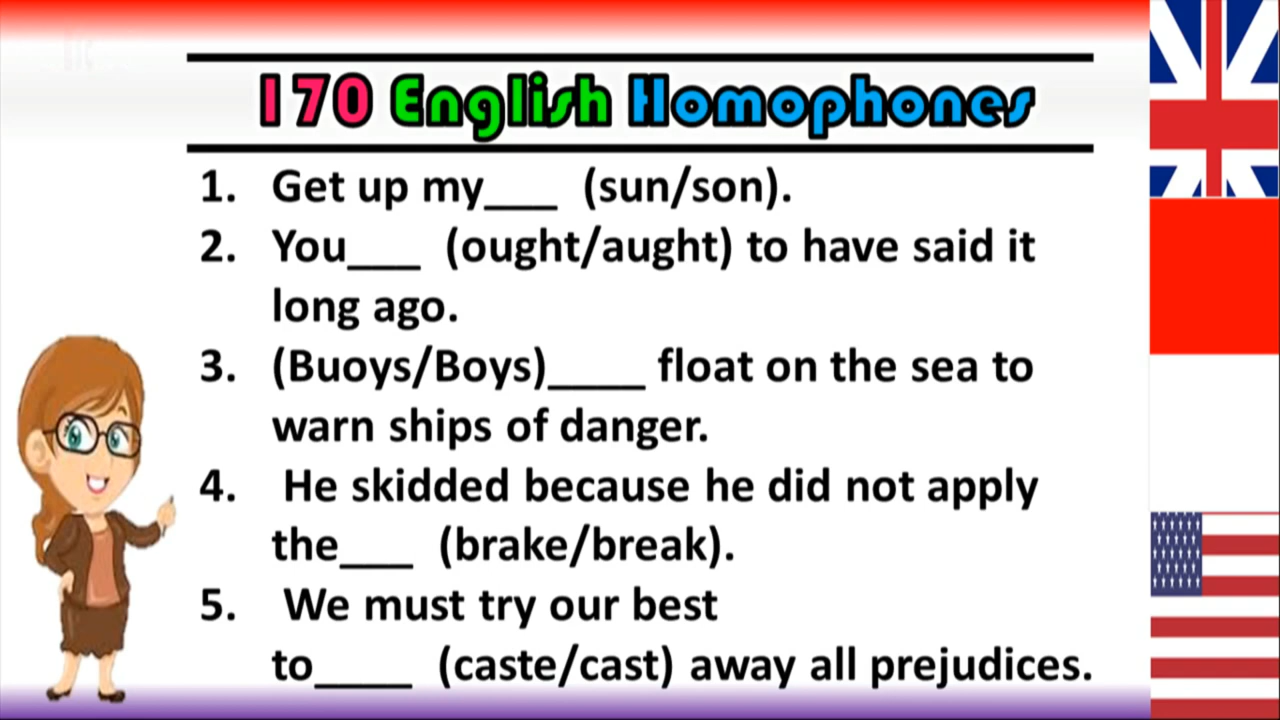 170 English Homophones
1. Get up my___ (sun/son).
2. You___ (ought/aught) to have said it
long ago.
3. (Buoys/Boys)____ float on the sea to
warn ships of danger.
4. He skidded because he did not apply
the___ (brake/break).
5. We must try our best
to____ (caste/cast) away all prejudices.